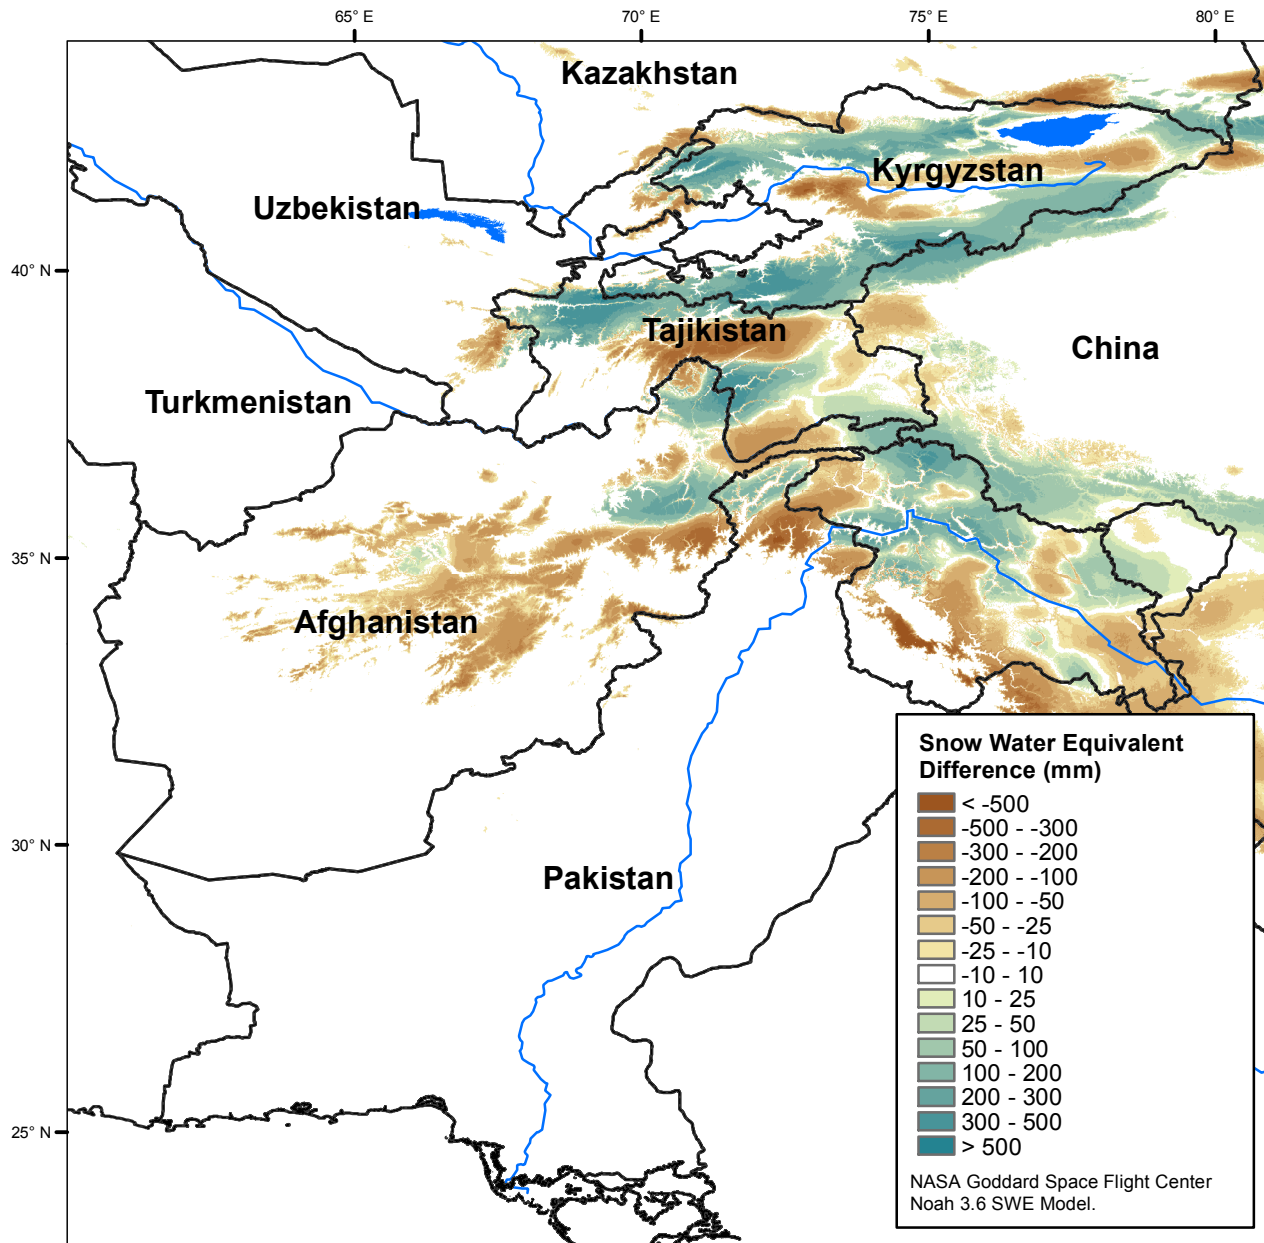 65° E
70° E
75° E
80° E
Kazakhstan
Kyrgyzstan
Uzbekistan
40° N
Tajikistan
China
Turkmenistan
35° N
Afghanistan
Snow Water Equivalent
Difference (mm)
< -500
-500 - -300
-300 - -200
-200 - -100
-100 - -50
-50 - -25
-25 - -10
-10 - 10
10 - 25
25 - 50
50 - 100
100 - 200
200 - 300
300 - 500
> 500
30° N
Pakistan
25° N
NASA Goddard Space Flight Center
Noah 3.6 SWE Model.